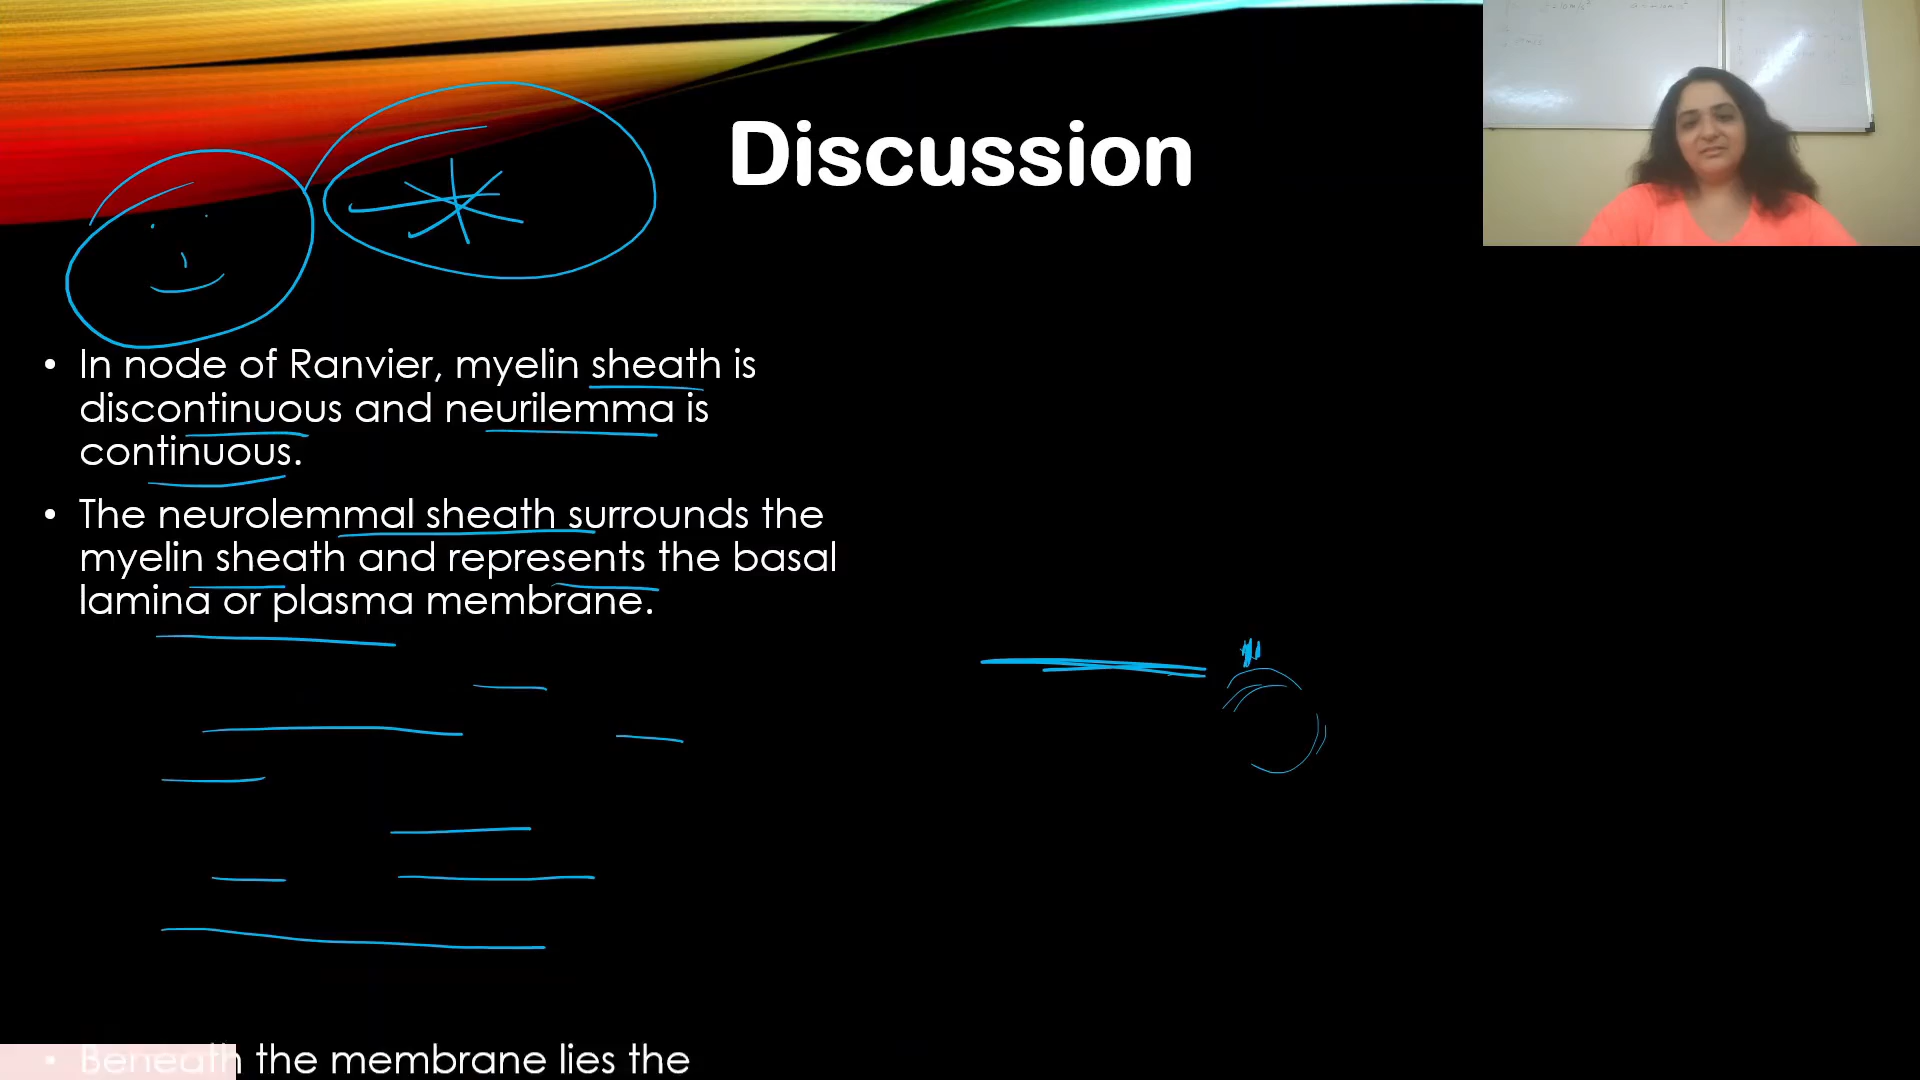 Discussion
• In node of Ranvier, myelin sheath is
discontinuous and neurilemma is
continuous.
• The neurolemmal sheath surrounds the
myelin sheath and represents the basal
lamina or plasma membrane.
• Beneath the membrane lies the